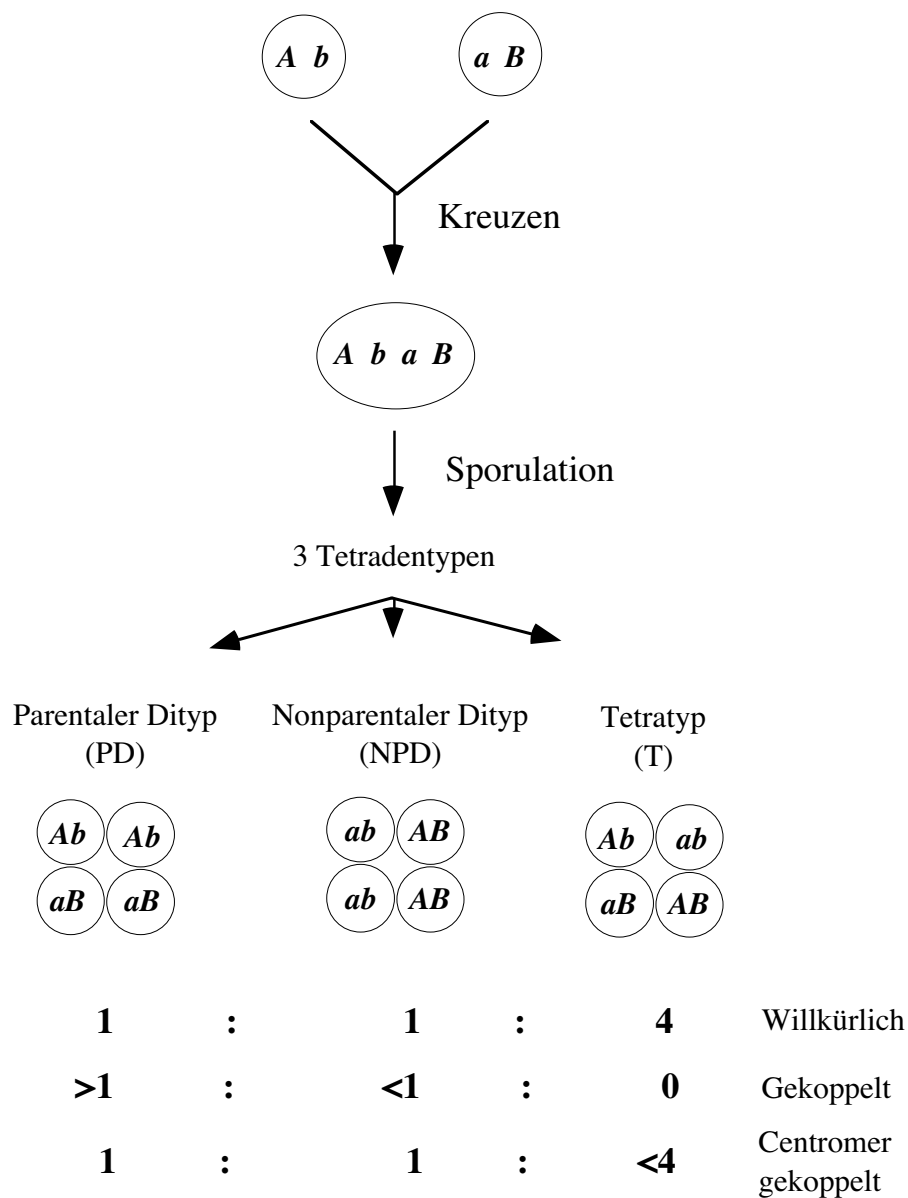 A b
a B
Kreuzen
A b a B
Sporulation
3 Tetradentypen
Parentaler Dityp
(PD)
Nonparentaler Dityp
(NPD)
Tetratyp
(T)
Ab Ab
aB aB
ab AB
ab AB
Ab ab
aB AB
1 : 1 : 4 Willkürlich
>1 : <1 : 0 Gekoppelt
1 : 1 : <4 Centromer
gekoppelt